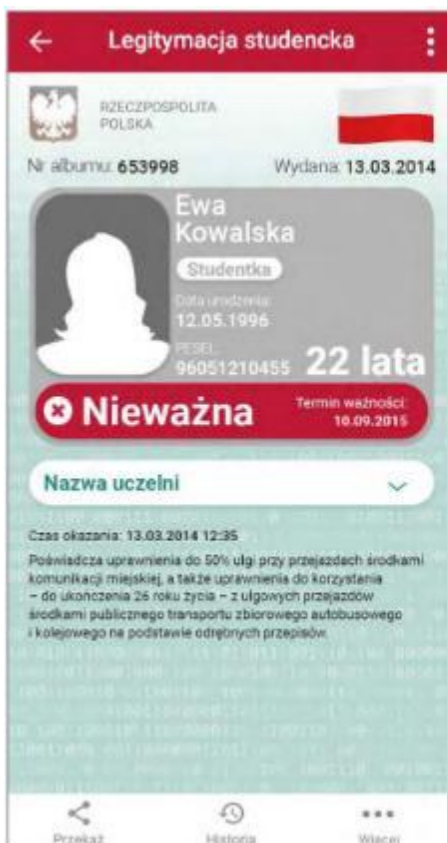 Legitymacja studencka
RZECZPOSPOLITA
POLSKA
Nr albumu: 653998
Wydana: 13.03.2014
Ewa
Kowalska
Studentka
Data urodzenia:
12.05.1996
PESEL:
96051210455
22 lata
Nieważna
Termin ważności:
10.09.2015
Nazwa uczelni
Czas okazania: 13.03.2014 12:35
Poświadcza uprawnienia do 50% ulgi przy przejazdach środkami
komunikacji miejskiej, a także uprawnienia do korzystania
– do ukończenia 26 roku życia – z ulgowych przejazdów
środkami publicznego transportu zbiorowego autobusowego
i kolejowego na podstawie odrębnych przepisów.
Przekaż
Historia
Więcej